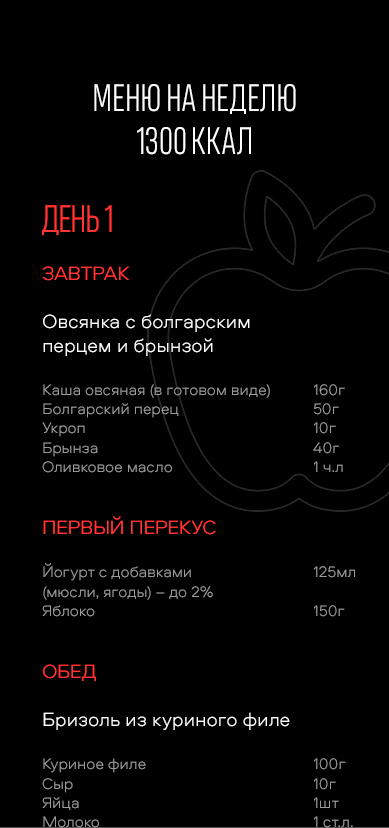 МЕНЮ НА НЕДЕЛЮ
1300 ККАЛ
ДЕНЬ 1
ЗАВТРАК
Овсянка с болгарским
перцем и брынзой
Каша овсяная (в готовом виде) 160г
Болгарский перец 50г
Укроп 10г
Брынза 40г
Оливковое масло 1 ч.л
ПЕРВЫЙ ПЕРЕКУС
Йогурт с добавками 125мл
(мюсли, ягоды) – до 2%
Яблоко 150г
ОБЕД
Бризоль из куриного филе
Куриное филе 100г
Сыр 10г
Яйца 1шт
Молоко 1 ст.л.